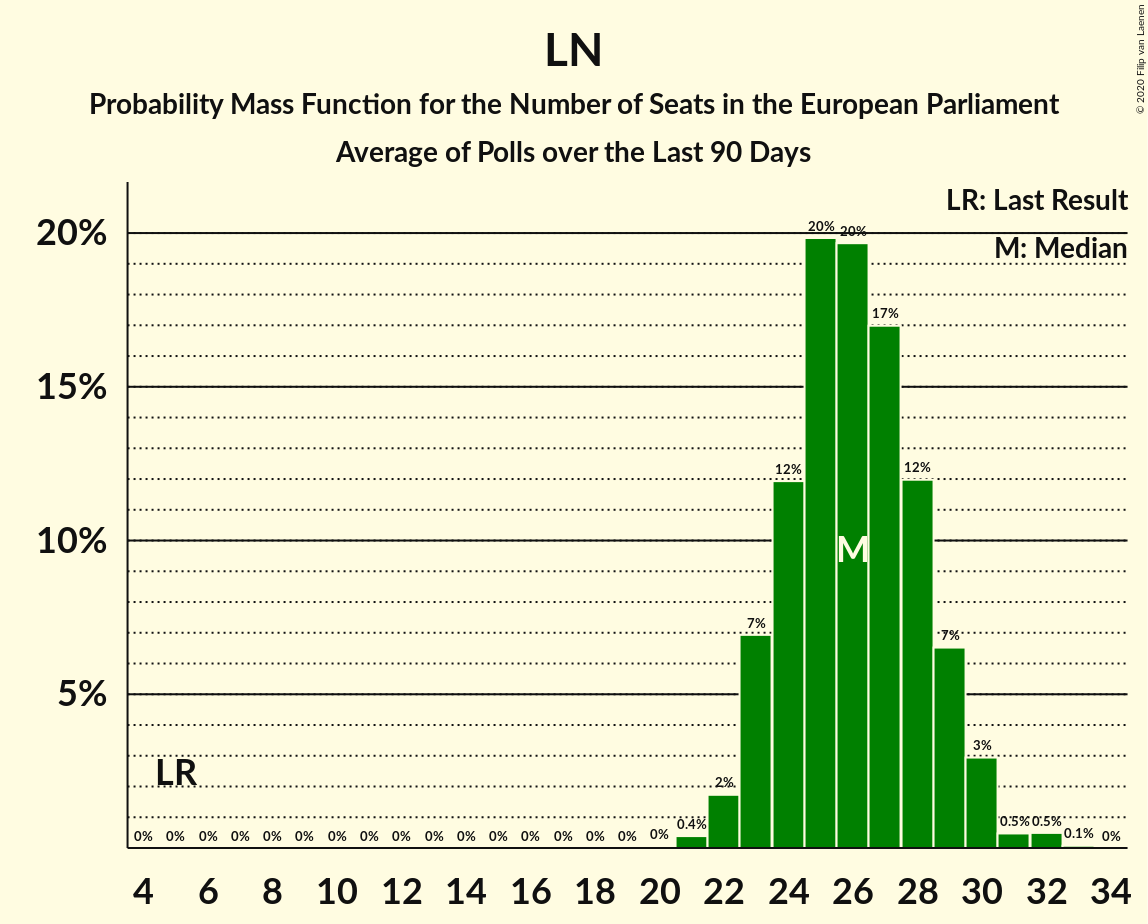 LN
Probability Mass Function for the Number of Seats in the European Parliament
Average of Polls over the Last 90 Days
© 2020 Filip van Laenen
LR: Last Result
M: Median
20%
15%
10%
5%
20% 20%
17%
12% 12%
7% 7%
M
LR
3%
2%
0% 0% 0% 0% 0% 0% 0% 0% 0% 0% 0% 0% 0% 0% 0% 0% 0% 0.4% 0.5% 0.5% 0.1% 0%
4 6 8 10 12 14 16 18 20 22 24 26 28 30 32 34